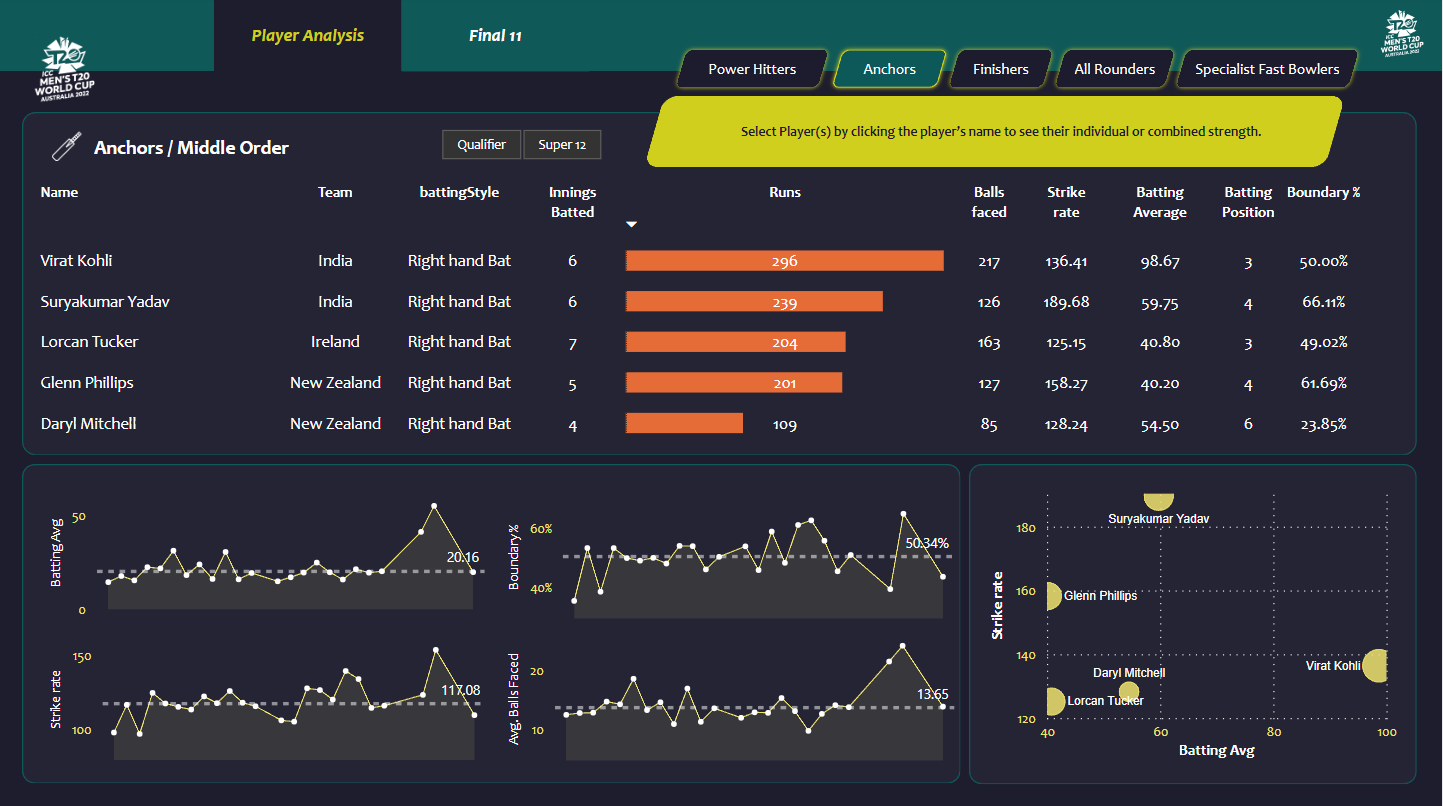 Player Analysis
Final 11
ICC
MEN'S T20
WORLD CUP
AUSTRALIA 2022
ICC
MEN'S T20
WORLD CUP
AUSTRALIA 2022
Power Hitters
Anchors
Finishers
All Rounders
Specialist Fast Bowlers
Select Player(s) by clicking the player's name to see their individual or combined strength.
Anchors / Middle Order
Qualifier
Super 12
Name Team battingStyle Innings Batted Runs Balls faced Strike rate Batting Average Batting Position Boundary %
Virat Kohli India Right hand Bat 6 296 217 136.41 98.67 3 50.00%
Suryakumar Yadav India Right hand Bat 6 239 126 189.68 59.75 4 66.11%
Lorcan Tucker Ireland Right hand Bat 7 204 163 125.15 40.80 3 49.02%
Glenn Phillips New Zealand Right hand Bat 5 201 127 158.27 40.20 4 61.69%
Daryl Mitchell New Zealand Right hand Bat 4 109 85 128.24 54.50 6 23.85%
Batting Avg
50
0
20.16
Boundary%
60%
40%
50.34%
Strike rate
150
100
117.08
Avg. Balls Faced
20
10
13.65
Strike rate
180
160
140
120
Suryakumar Yadav
Glenn Phillips
Virat Kohli
Daryl Mitchell
Lorcan Tucker
40 60 80 100
Batting Avg